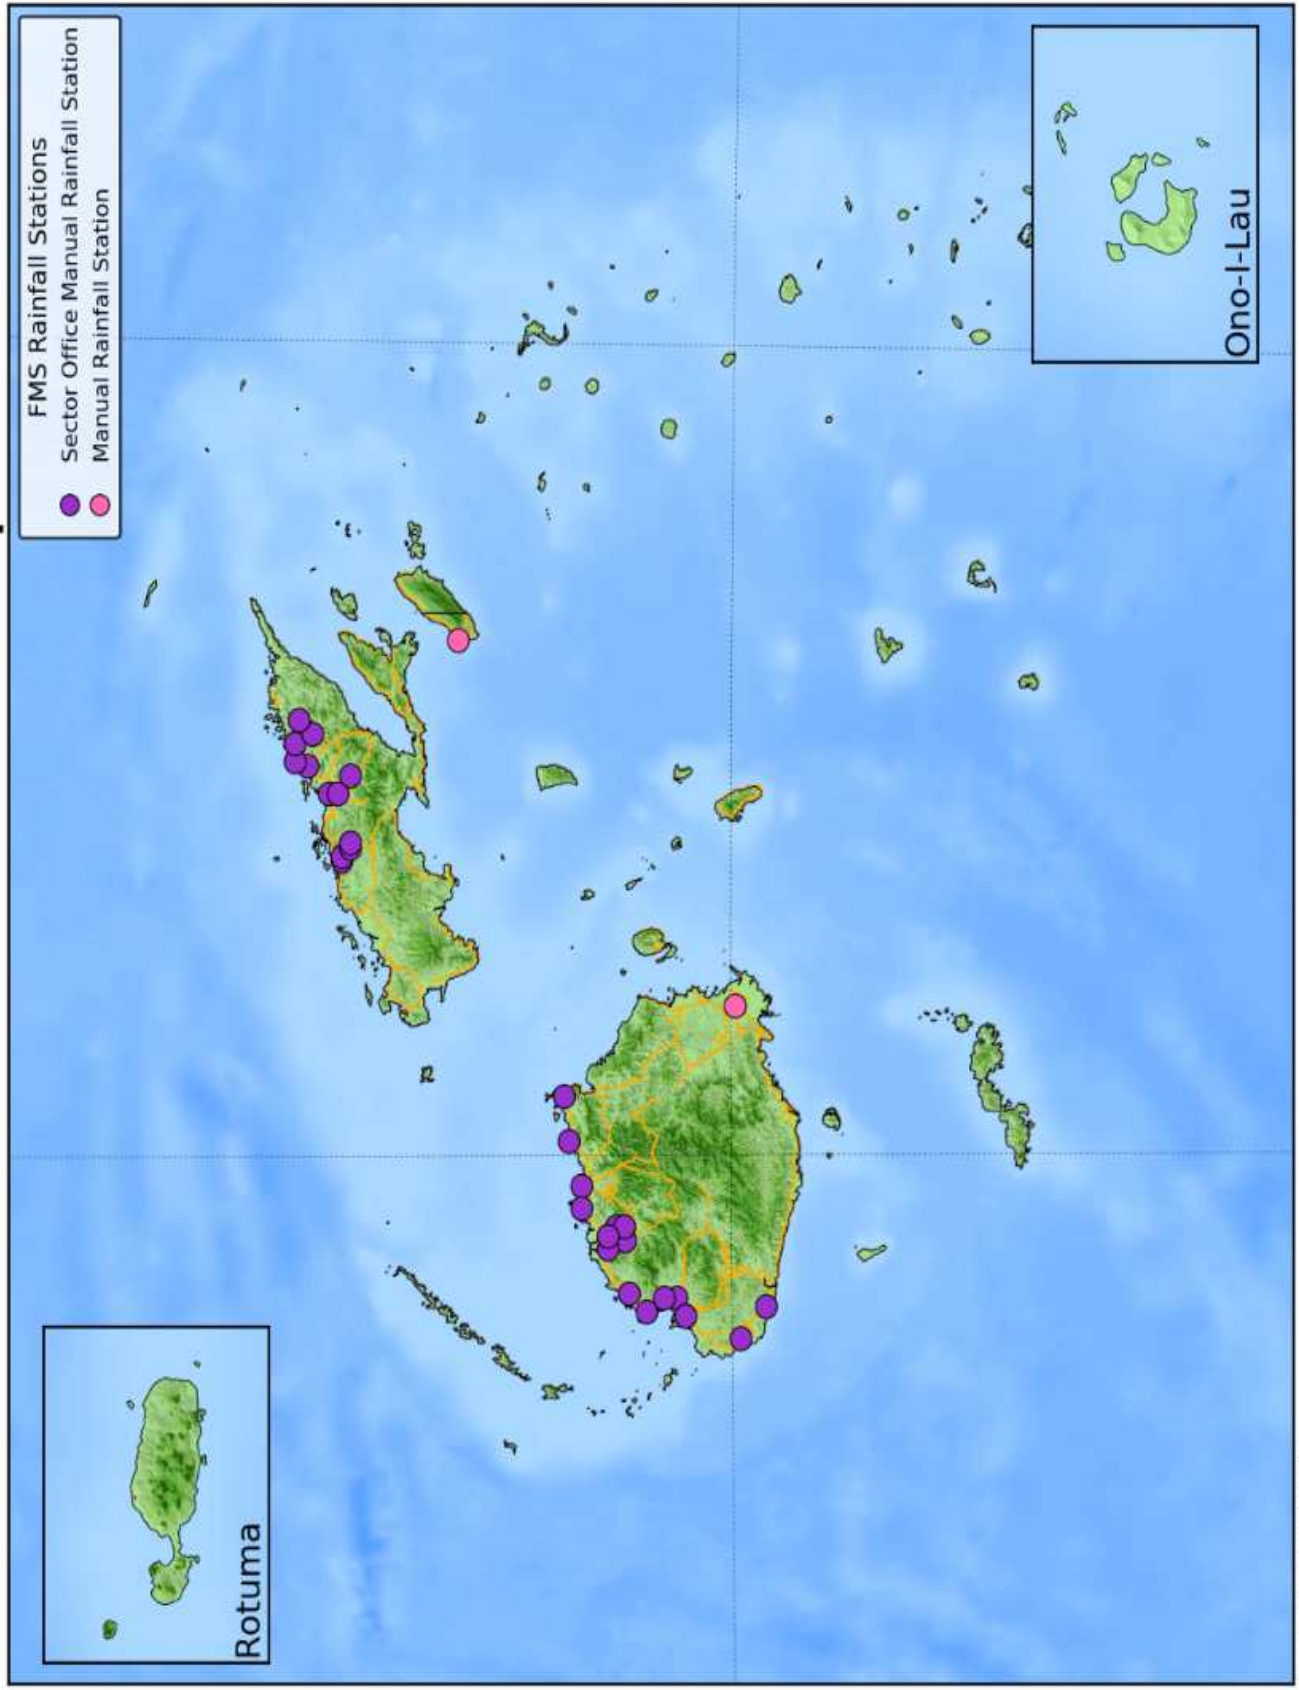 FMS Rainfall Stations
Sector Office Manual Rainfall Station
Manual Rainfall Station
Rotuma
Ono-I-Lau